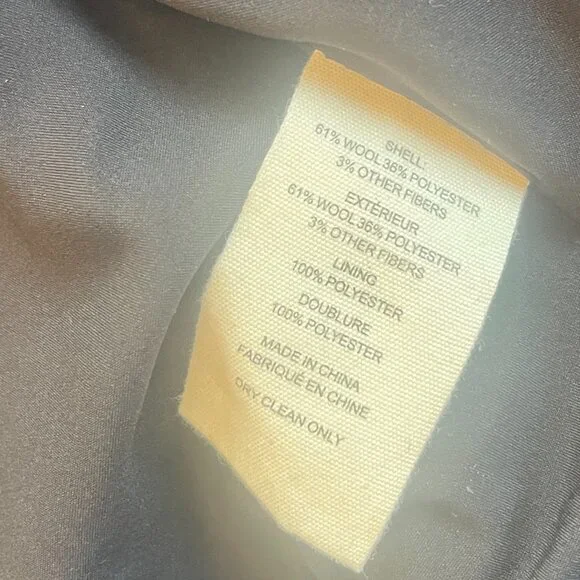 SHELL:
61% WOOL 36% POLYESTER
3% OTHER FIBERS
EXTÉRIEUR
61% WOOL 36% POLYESTER
3% OTHER FIBERS
LINING
100% POLYESTER
DOUBLURE
100% POLYESTER
MADE IN CHINA
FABRIQUÉ EN CHINE
DRY CLEAN ONLY